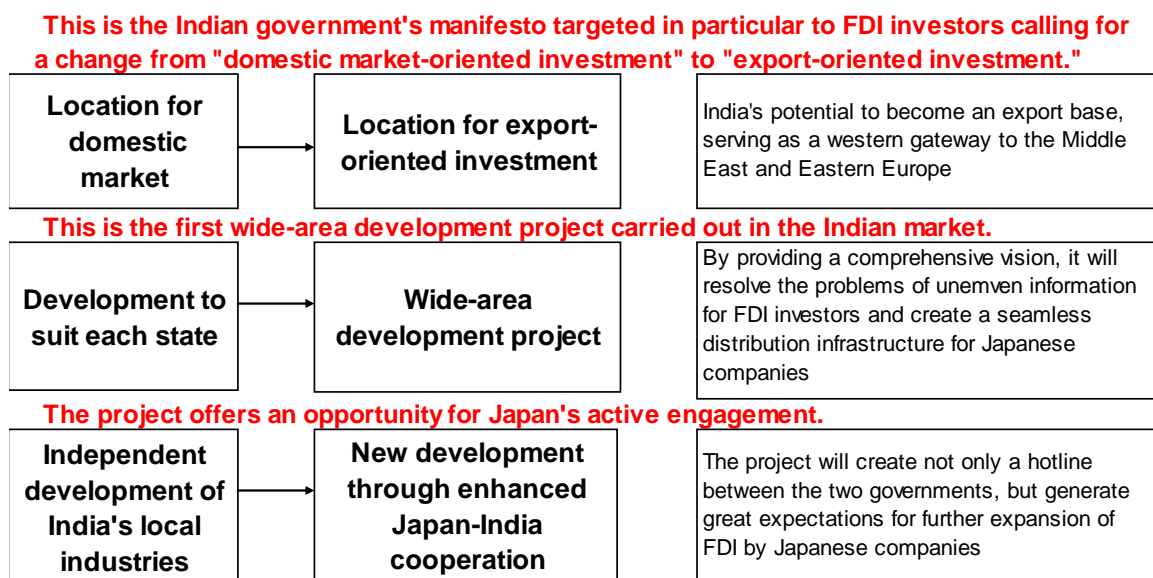 This is the Indian government's manifesto targeted in particular to FDI investors calling for
a change from "domestic market-oriented investment" to "export-oriented investment."
Location for
domestic
market
Location for export-
oriented investment
India's potential to become an export base,
serving as a western gateway to the Middle
East and Eastern Europe
This is the first wide-area development project carried out in the Indian market.
Development to
suit each state
Wide-area
development project
By providing a comprehensive vision, it will
resolve the problems of unemven information
for FDI investors and create a seamless
distribution infrastructure for Japanese
companies
The project offers an opportunity for Japan's active engagement.
Independent
development of
India's local
industries
New development
through enhanced
Japan-India
cooperation
The project will create not only a hotline
between the two governments, but generate
great expectations for further expansion of
FDI by Japanese companies